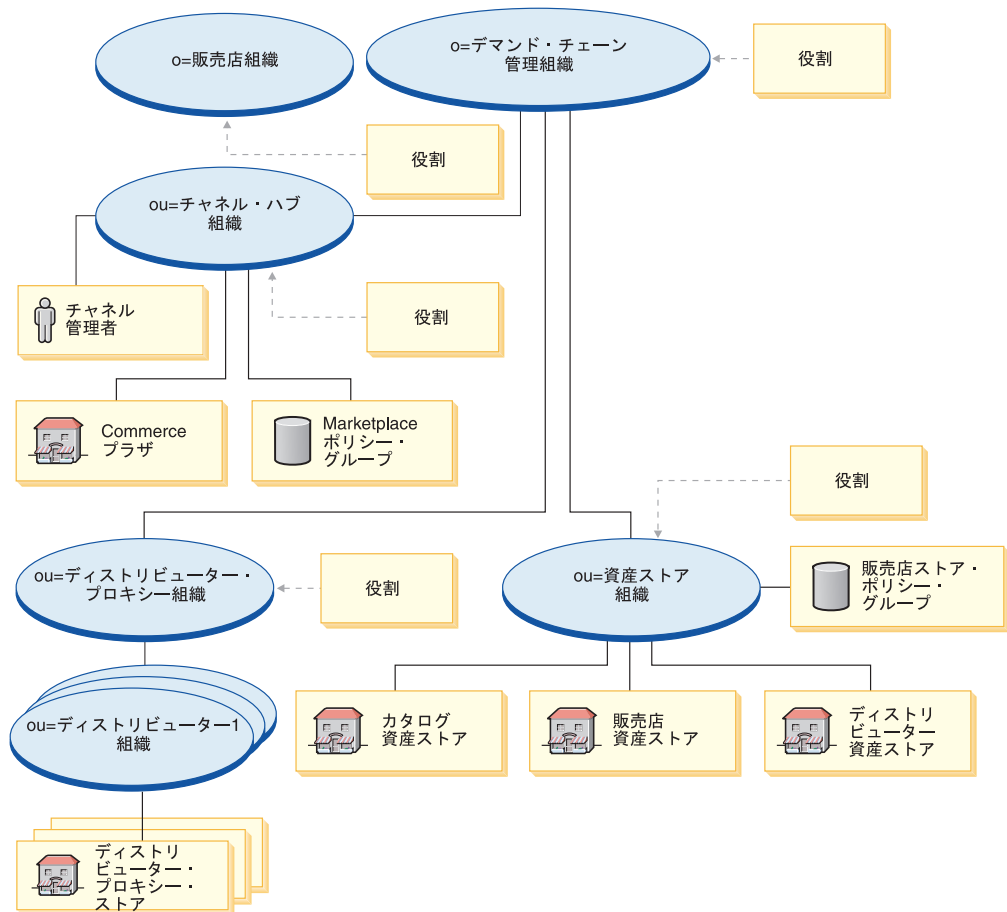 o=販売店組織
o=デマンド・チェーン
管理組織
役割
役割
ou=チャネル・ハブ
組織
チャネル
管理者
役割
Commerce
プラザ
Marketplace
ポリシー・
グループ
役割
ou=ディストリビューター・
プロキシー組織
役割
ou=資産ストア
組織
販売店ストア・
ポリシー・
グループ
ou=ディストリビューター1
組織
カタログ
資産ストア
販売店
資産ストア
ディストリ
ビューター
資産ストア
ディストリ
ビューター・
プロキシー・
ストア